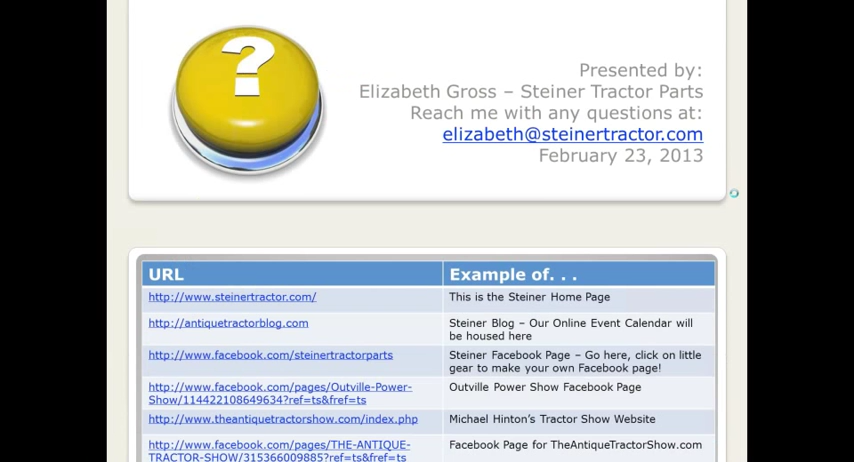 ?
Presented by:
Elizabeth Gross – Steiner Tractor Parts
Reach me with any questions at:
elizabeth@steinertractor.com
February 23, 2013
URL
Example of. . .
http://www.steinertractor.com/
This is the Steiner Home Page
http://antiquetractorblog.com
Steiner Blog – Our Online Event Calendar will
be housed here
http://www.facebook.com/steinertractorparts
Steiner Facebook Page – Go here, click on little
gear to make your own Facebook page!
http://www.facebook.com/pages/Outville-Power-
Show/114422108649634?ref=ts&fref=ts
Outville Power Show Facebook Page
http://www.theantiquetractorshow.com/index.php
Michael Hinton's Tractor Show Website
http://www.facebook.com/pages/THE-ANTIQUE-
TRACTOR-SHOW/315366009885?ref=ts&fref=ts
Facebook Page for TheAntiqueTractorShow.com